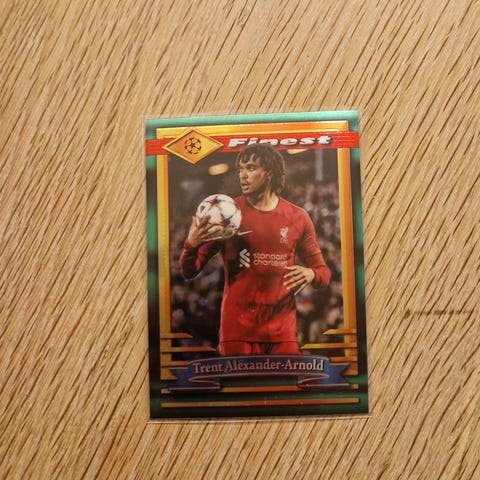 Finest
standard
chartered
Trent Alexander-Arnold